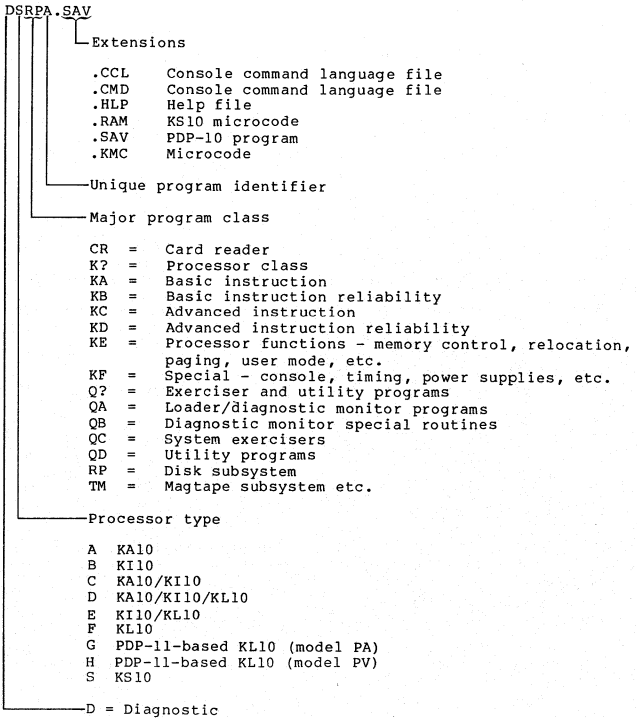 DSRPA.SAV
Extensions
.CCL Console command language file
.CMD Console command language file
.HLP Help file
.RAM KS10 microcode
.SAV PDP-10 program
.KMC Microcode
Unique program identifier
Major program class
CR = Card reader
K? = Processor class
KA = Basic instruction
KB = Basic instruction reliability
KC = Advanced instruction
KD = Advanced instruction reliability
KE = Processor functions - memory control, relocation,
paging, user mode, etc.
KF = Special - console, timing, power supplies, etc.
Q? = Exerciser and utility programs
QA = Loader/diagnostic monitor programs
QB = Diagnostic monitor special routines
QC = System exercisers
QD = Utility programs
RP = Disk subsystem
TM = Magtape subsystem etc.
Processor type
A KA10
B KI10
C KA10/KI10
D KA10/KI10/KL10
E KI10/KL10
F KL10
G PDP-11-based KL10 (model PA)
H PDP-11-based KL10 (model PV)
S KS10
D = Diagnostic